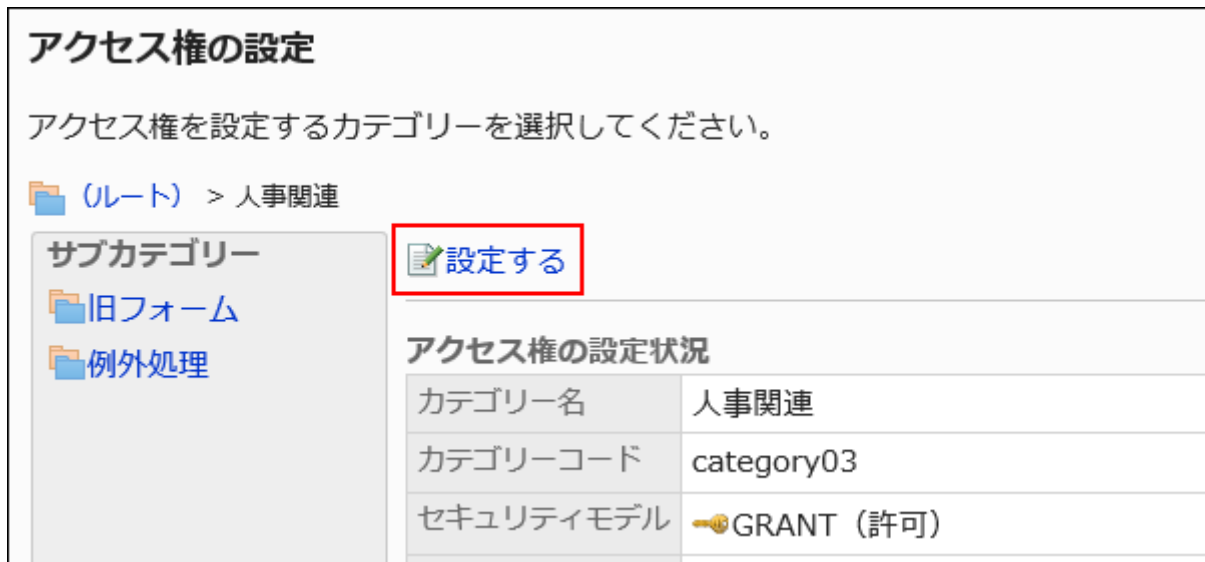 アクセス権の設定
アクセス権を設定するカテゴリーを選択してください。
（ルート） > 人事関連
サブカテゴリー
旧フォーム
例外処理
設定する
アクセス権の設定状況
カテゴリー名 人事関連
カテゴリーコード category03
セキュリティモデル GRANT（許可）